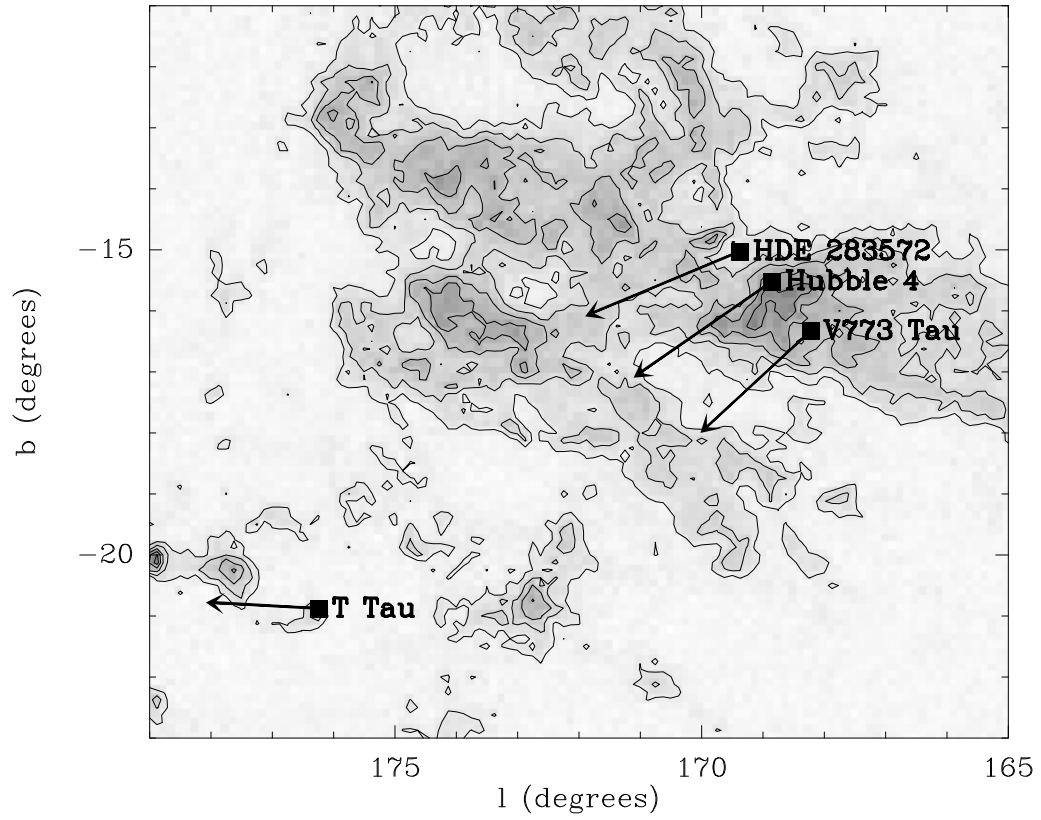 HDE 283572
Hubble 4
V773 Tau
T Tau
−15
−20
b (degrees)
175
170
165
l (degrees)